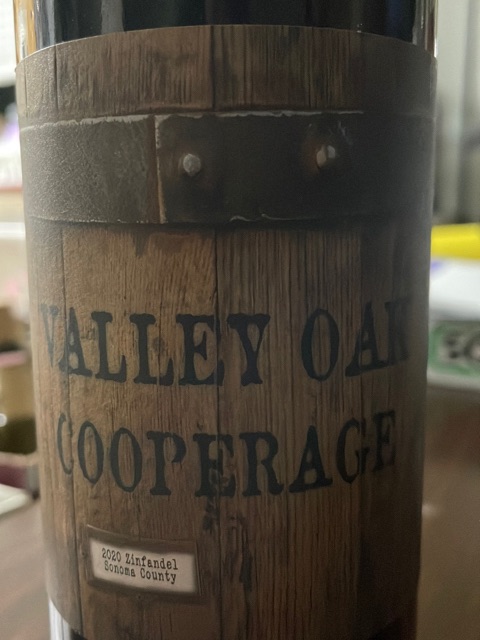 VALLEY OAK
COOPERAGE
2020 Zinfandel
Sonoma County